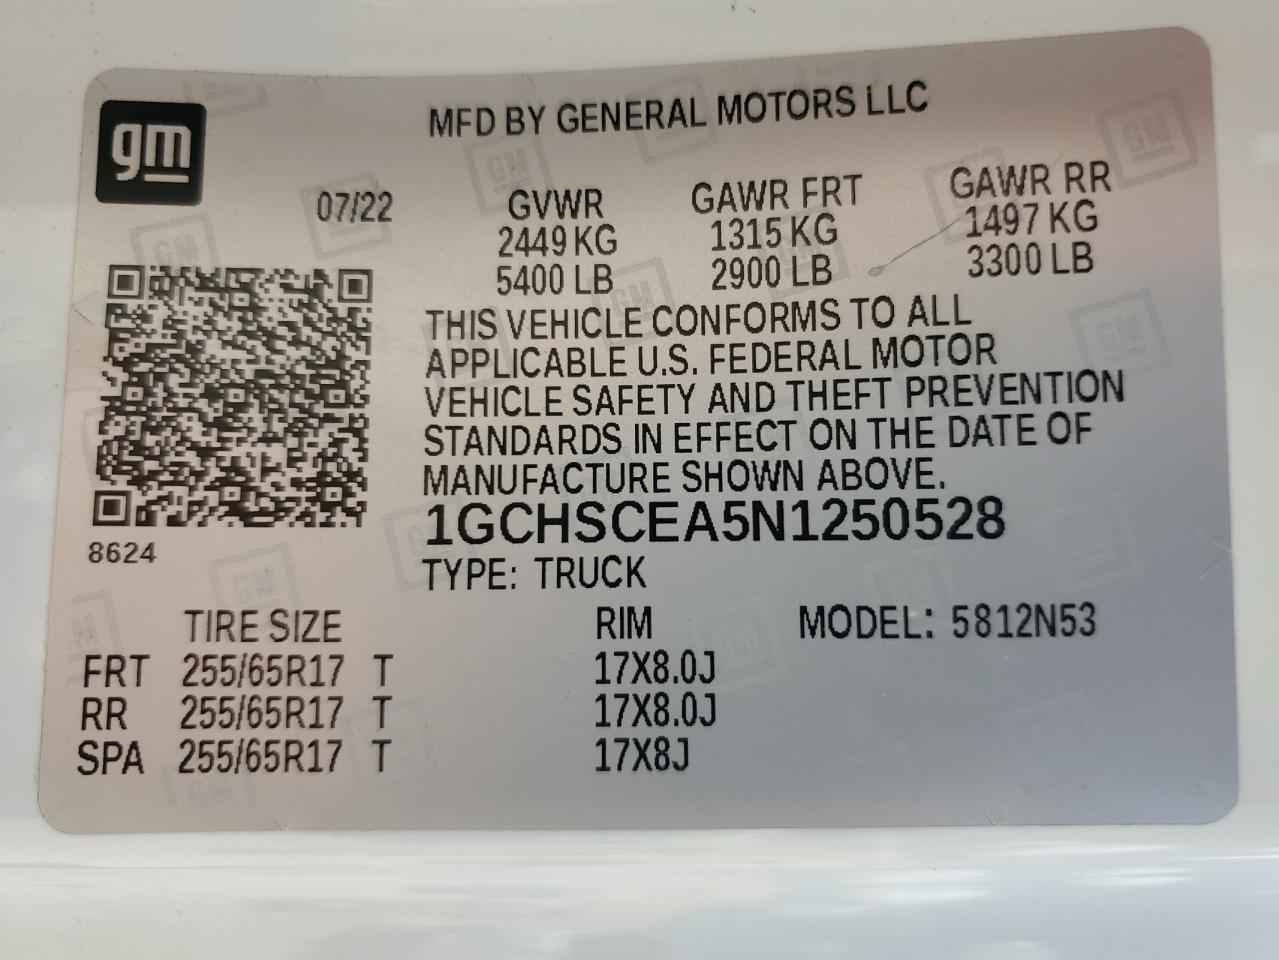 gm
MFD BY GENERAL MOTORS LLC
07/22 GVWR GAWR FRT GAWR RR
2449 KG 1315 KG 1497 KG
5400 LB 2900 LB 3300 LB
THIS VEHICLE CONFORMS TO ALL
APPLICABLE U.S. FEDERAL MOTOR
VEHICLE SAFETY AND THEFT PREVENTION
STANDARDS IN EFFECT ON THE DATE OF
MANUFACTURE SHOWN ABOVE.
1GCHSCEA5N1250528
8624
TYPE: TRUCK
TIRE SIZE RIM MODEL: 5812N53
FRT 255/65R17 T 17X8.0J
RR 255/65R17 T 17X8.0J
SPA 255/65R17 T 17X8J